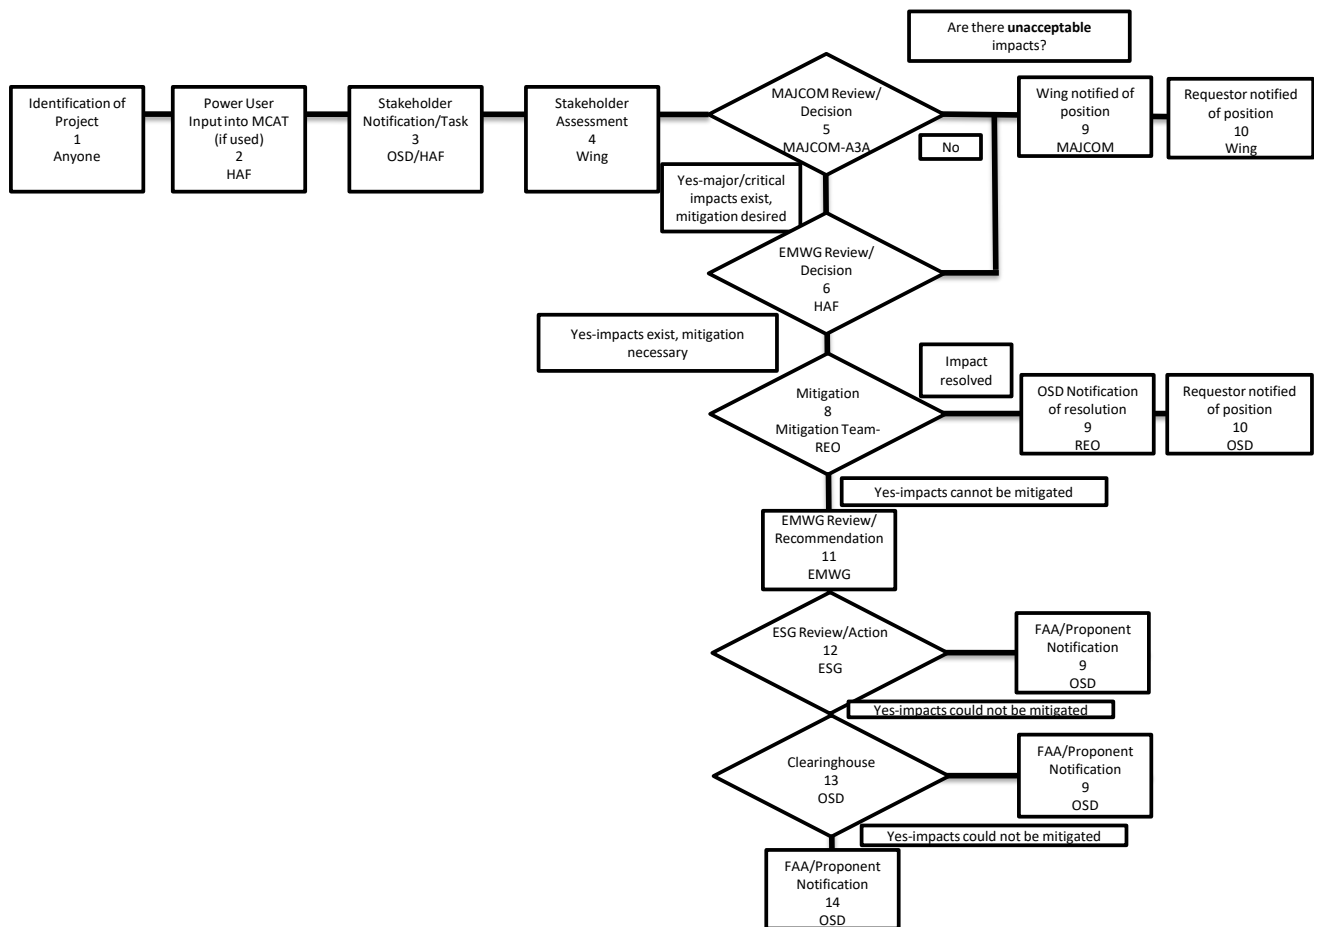 Are there unacceptable
impacts?
Identification of
Project
1
Anyone
Power User
Input into MCAT
(if used)
2
HAF
Stakeholder
Notification/Task
3
OSD/HAF
Stakeholder
Assessment
4
Wing
MAJCOM Review/
Decision
5
MAJCOM-A3A
No
Wing notified of
position
9
MAJCOM
Requestor notified
of position
10
Wing
Yes-major/critical
impacts exist,
mitigation desired
EMWG Review/
Decision
6
HAF
Yes-impacts exist, mitigation
necessary
Mitigation
8
Mitigation Team-
REO
Impact
resolved
OSD Notification
of resolution
9
REO
Requestor notified
of position
10
OSD
Yes-impacts cannot be mitigated
EMWG Review/
Recommendation
11
EMWG
ESG Review/Action
12
ESG
FAA/Proponent
Notification
9
OSD
Yes-impacts could not be mitigated
Clearinghouse
13
OSD
FAA/Proponent
Notification
9
OSD
Yes-impacts could not be mitigated
FAA/Proponent
Notification
14
OSD